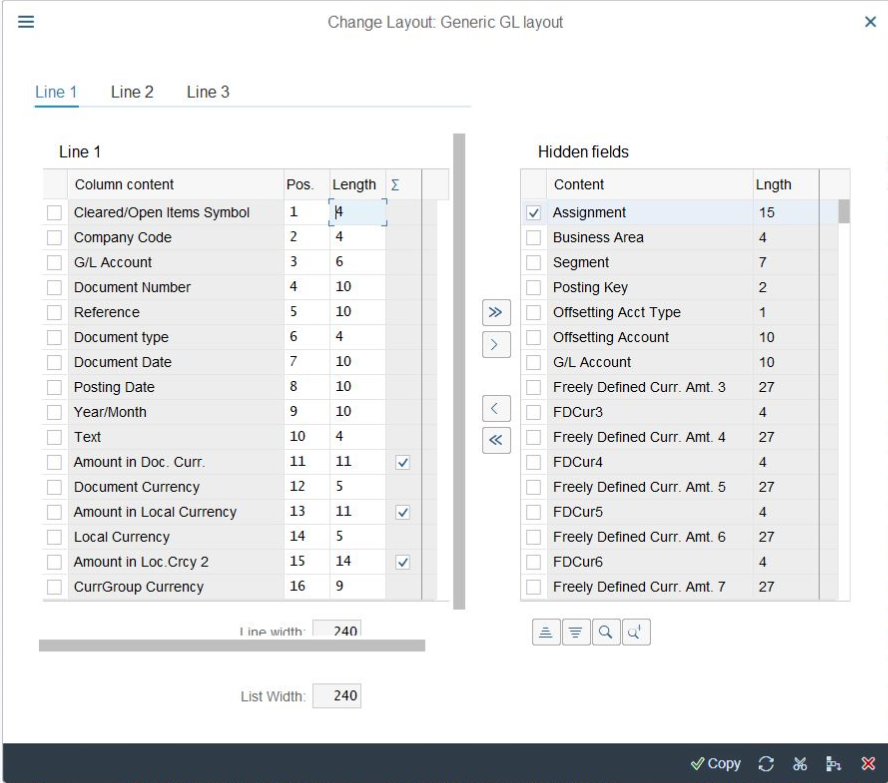 Change Layout: Generic GL layout
Line 1 Line 2 Line 3
Line 1
Column content Pos. Length Σ
Cleared/Open Items Symbol 1 4
Company Code 2 4
G/L Account 3 6
Document Number 4 10
Reference 5 10
Document type 6 4
Document Date 7 10
Posting Date 8 10
Year/Month 9 10
Text 10 4
Amount in Doc. Curr. 11 11
Document Currency 12 5
Amount in Local Currency 13 11
Local Currency 14 5
Amount in Loc.Crcy 2 15 14
CurrGroup Currency 16 9
Line width: 240
List Width: 240
Hidden fields
Content Lngth
Assignment 15
Business Area 4
Segment 7
Posting Key 2
Offsetting Acct Type 1
Offsetting Account 10
G/L Account 10
Freely Defined Curr. Amt. 3 27
FDCur3 4
Freely Defined Curr. Amt. 4 27
FDCur4 4
Freely Defined Curr. Amt. 5 27
FDCur5 4
Freely Defined Curr. Amt. 6 27
FDCur6 4
Freely Defined Curr. Amt. 7 27
Copy